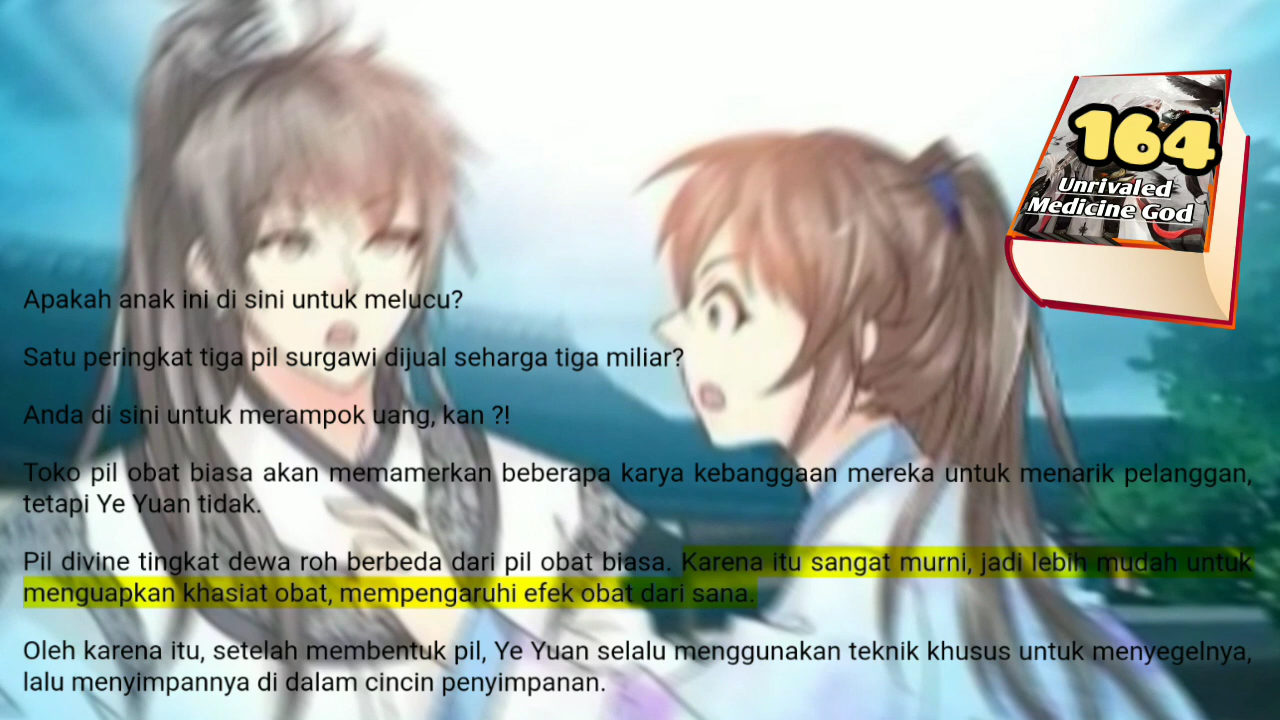 164
Unrivaled
Medicine God
Apakah anak ini di sini untuk melucu?
Satu peringkat tiga pil surgawi dijual seharga tiga miliar?
Anda di sini untuk merampok uang, kan ?!
Toko pil obat biasa akan memamerkan beberapa karya kebanggaan mereka untuk menarik pelanggan,
tetapi Ye Yuan tidak.
Pil divine tingkat dewa roh berbeda dari pil obat biasa. Karena itu sangat murni, jadi lebih mudah untuk
menguapkan khasiat obat, mempengaruhi efek obat dari sana.
Oleh karena itu, setelah membentuk pil, Ye Yuan selalu menggunakan teknik khusus untuk menyegelnya,
lalu menyimpannya di dalam cincin penyimpanan.